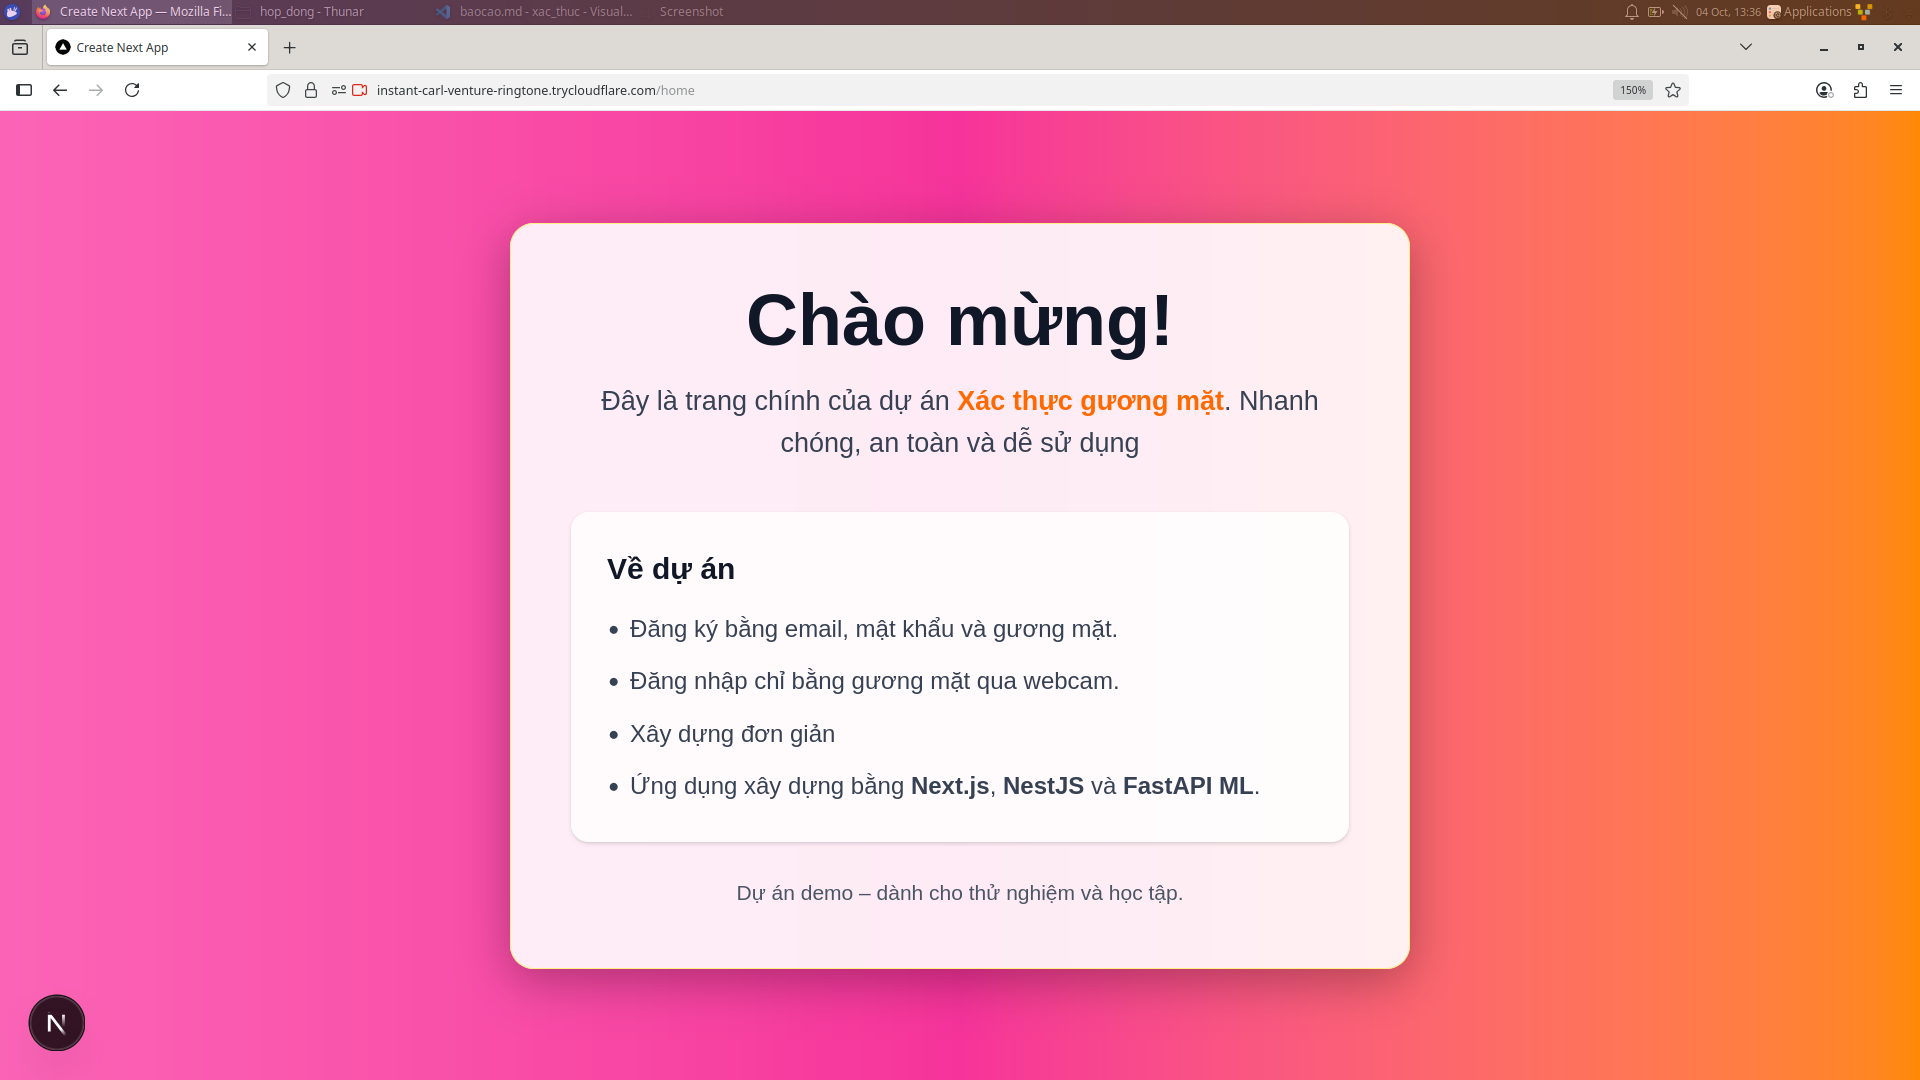 Create Next App — Mozilla Fi...
hop_dong - Thunar
baocao.md - xac_thuc - Visual...
Screenshot
04 Oct, 13:36
Applications
Create Next App
instant-carl-venture-ringtone.trycloudflare.com/home
150%
Chào mừng!
Đây là trang chính của dự án Xác thực gương mặt. Nhanh
chóng, an toàn và dễ sử dụng
Về dự án
• Đăng ký bằng email, mật khẩu và gương mặt.
• Đăng nhập chỉ bằng gương mặt qua webcam.
• Xây dựng đơn giản
• Ứng dụng xây dựng bằng Next.js, NestJS và FastAPI ML.
Dự án demo – dành cho thử nghiệm và học tập.
N